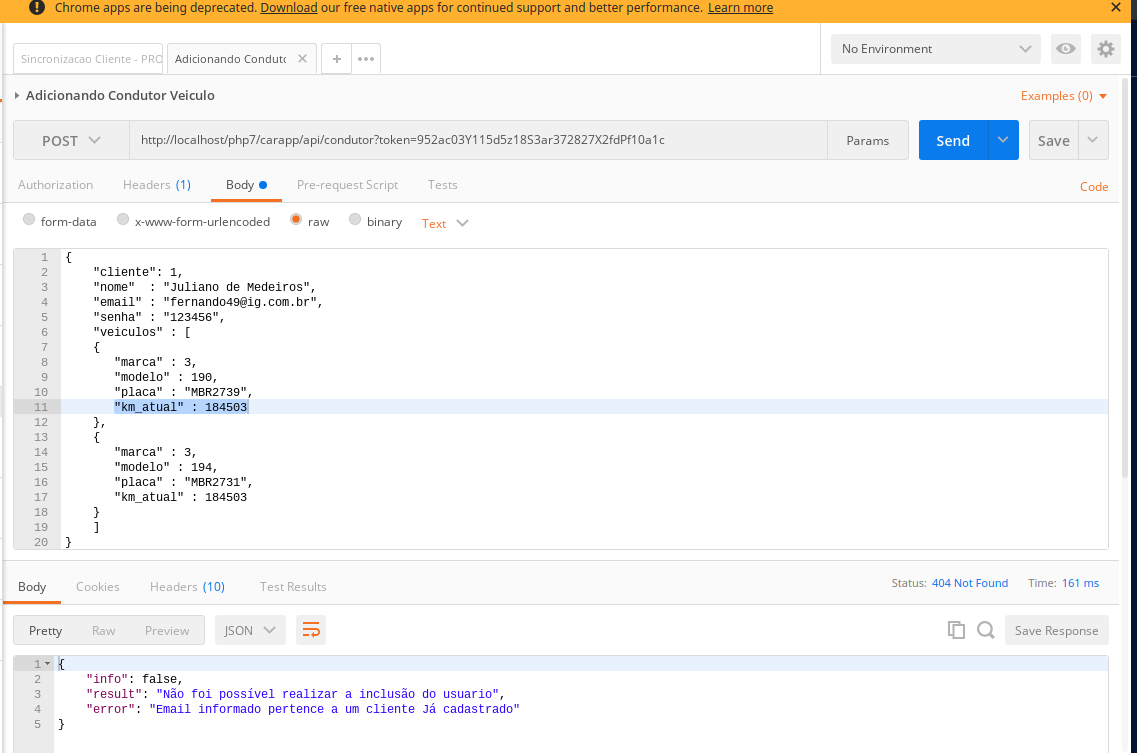 Chrome apps are being deprecated. Download our free native apps for continued support and better performance. Learn more
Sincronizacao Cliente - PRO
Adicionando Conduto
No Environment
Adicionando Condutor Veiculo
Examples (0)
POST
http://localhost/php7/carapp/api/condutor?token=952ac03Y115d5z18S3ar372827X2fdPf10a1c
Params
Send
Save
Authorization
Headers (1)
Body
Pre-request Script
Tests
Code
form-data
x-www-form-urlencoded
raw
binary
Text
1 {
2 "cliente": 1,
3 "nome"  : "Juliano de Medeiros",
4 "email" : "fernando49@ig.com.br",
5 "senha" : "123456",
6 "veiculos" : [
7 {
8 "marca" : 3,
9 "modelo" : 190,
10 "placa" : "MBR2739",
11 "km_atual" : 184503
12 },
13 {
14 "marca" : 3,
15 "modelo" : 194,
16 "placa" : "MBR2731",
17 "km_atual" : 184503
18 }
19 ]
20 }
Body
Cookies
Headers (10)
Test Results
Status: 404 Not Found
Time: 161 ms
Pretty
Raw
Preview
JSON
Save Response
1 {
2 "info": false,
3 "result": "Não foi possível realizar a inclusão do usuario",
4 "error": "Email informado pertence a um cliente Já cadastrado"
5 }